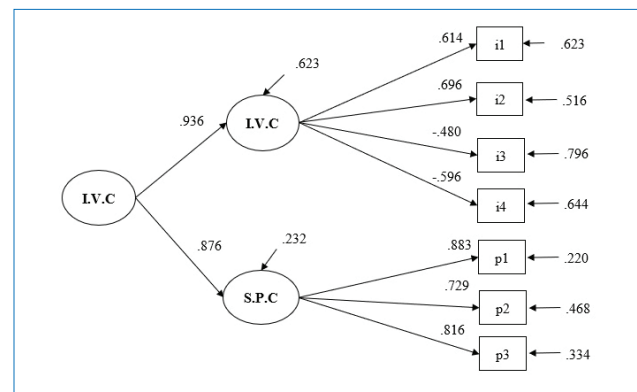 .614
i1
.623
.623
.696
i2
.516
.936
I.V.C
-.480
i3
.796
I.V.C
-.596
i4
.644
.876
.232
.883
p1
.220
S.P.C
.729
p2
.468
.816
p3
.334